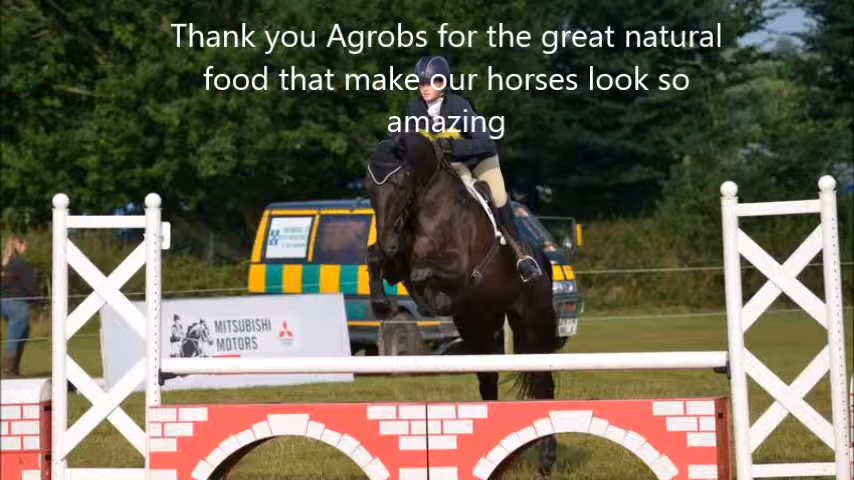 Thank you Agrobs for the great natural
food that make our horses look so
amazing
MITSUBISHI
MOTORS